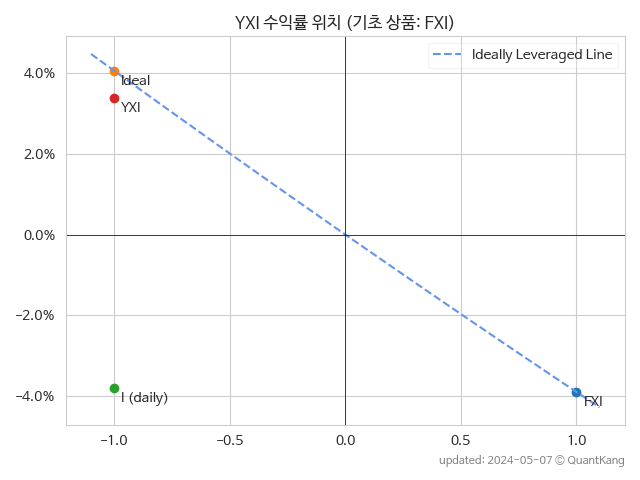 YXI 수익률 위치 (기초 상품: FXI)
Ideally Leveraged Line
4.0%
Ideal
YXI
2.0%
0.0%
−2.0%
−4.0%
I (daily)
FXI
−1.0
−0.5
0.0
0.5
1.0
updated: 2024-05-07 © QuantKang